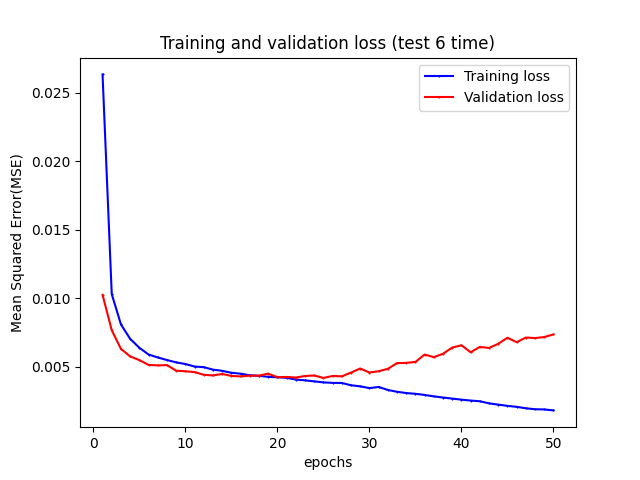 Training and validation loss (test 6 time)
Training loss
Validation loss
Mean Squared Error(MSE)
0.025
0.020
0.015
0.010
0.005
0 10 20 30 40 50
epochs